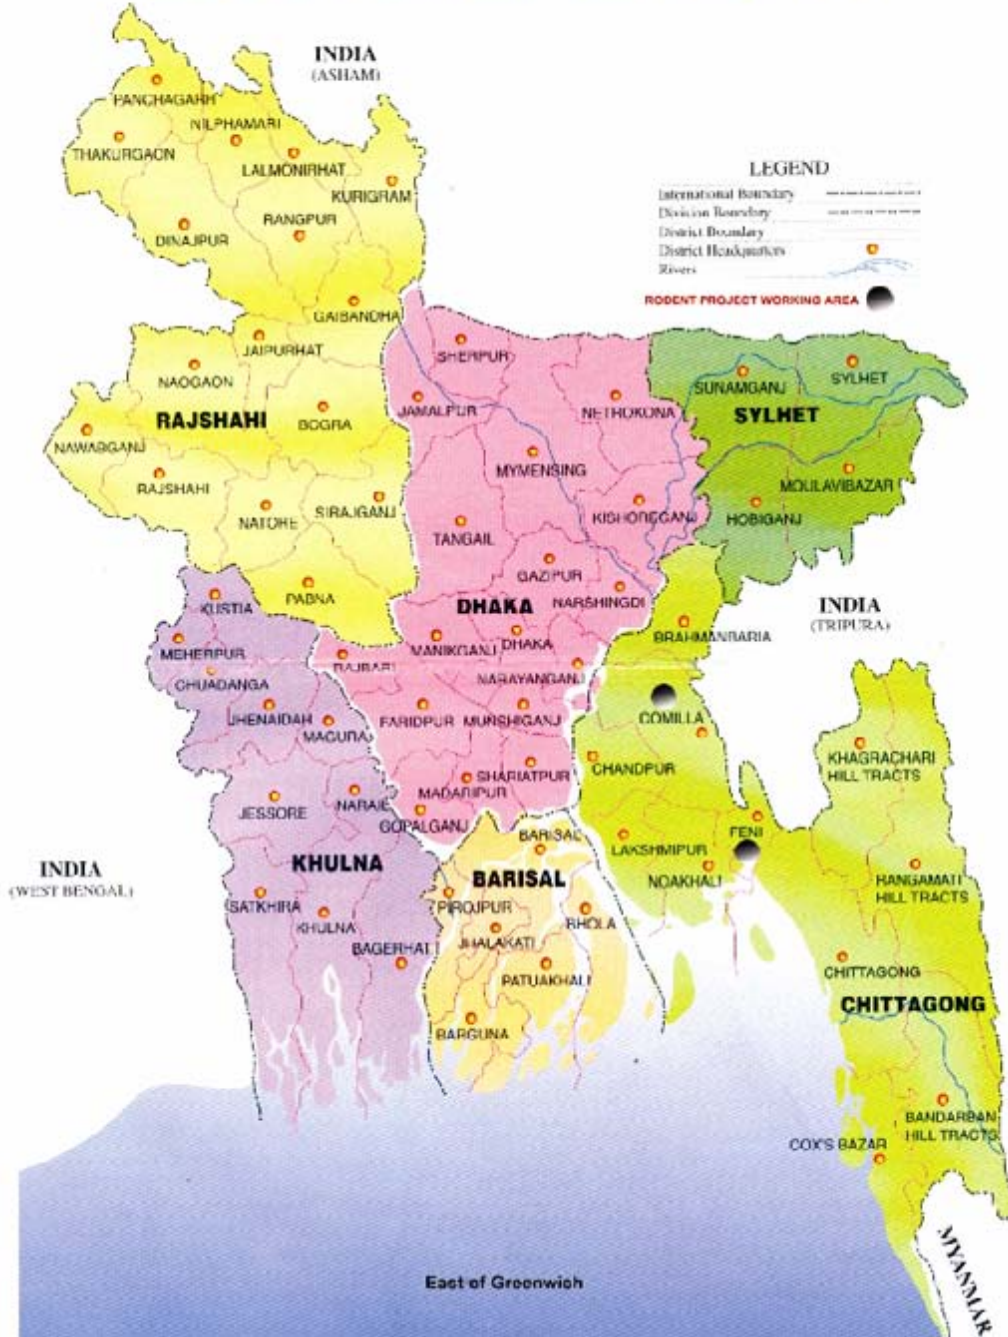 INDIA
(ASHAM)
PANCHAGARH
NILPHAMARI
THAKURGAON
LALMONIRHAT
KURIGRAM
RANGPUR
DINAJPUR
GAIBANDHA
LEGEND
International Boundary
Division Boundary
District Boundary
District Headquarters
Rivers
RODENT PROJECT WORKING AREA
JAIPURHAT
NAOGAON
RAJSHAHI
BOGRA
NAWABGANJ
RAJSHAHI
NATORE
SIRAJGANJ
PABNA
SHERPUR
JAMALPUR
NETROKONA
MYMENSING
KISHOREGANJ
TANGAIL
GAZIPUR
DHAKA
NARSHINGDI
MANIKGANJ
DHAKA
RAJBARI
NARAYANGANJ
FARIDPUR
MUNSHIGANJ
SHARIATPUR
MADARIPUR
GOPALGANJ
SUNAMGANJ
SYLHET
SYLHET
MOULAVIBAZAR
HOBIGANJ
INDIA
(TRIPURA)
KUSTIA
MEHERPUR
CHUADANGA
JHENAIDAH
MAGURA
JESSORE
NARAIL
KHULNA
SATKHIRA
KHULNA
BAGERHAT
INDIA
(WEST BENGAL)
BARISAL
BARISAL
PIROJPUR
BHOLA
JHALAKATI
PATUAKHALI
BARGUNA
BRAHMANBARIA
COMILLA
CHANDPUR
LAKSHMIPUR
FENI
NOAKHALI
KHAGRACHARI
HILL TRACTS
RANGAMATI
HILL TRACTS
CHITTAGONG
CHITTAGONG
BANDARBAN
HILL TRACTS
COX'S BAZAR
MYANMAR
East of Greenwich